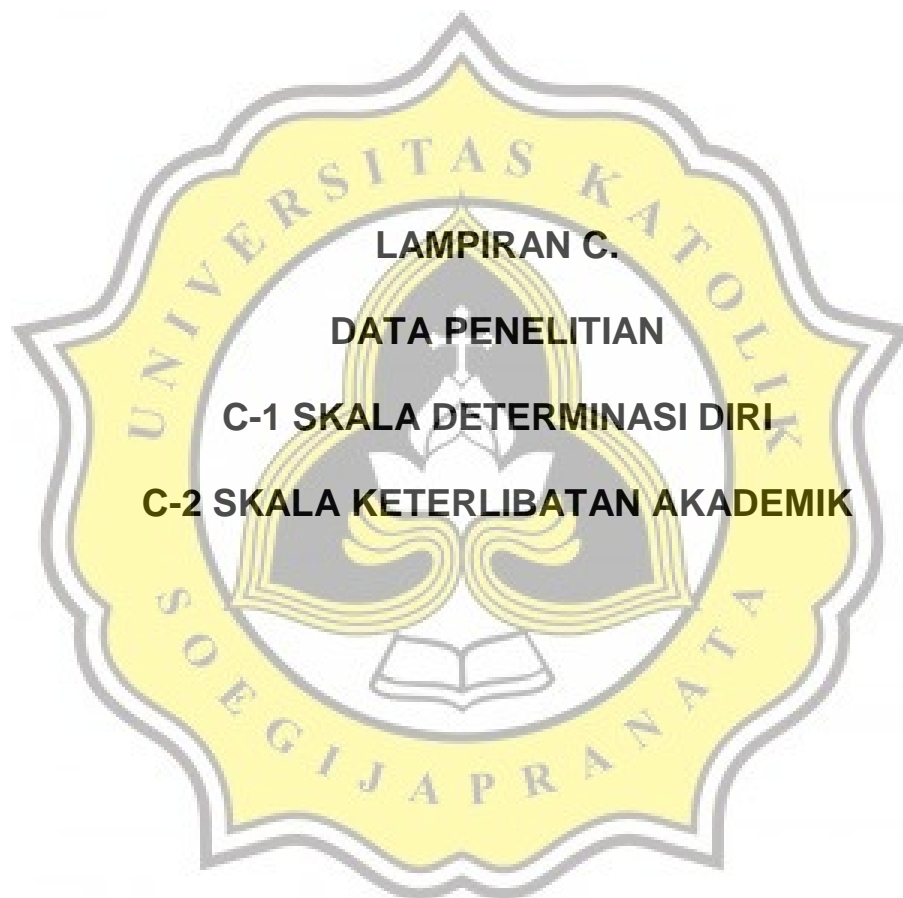 UNIVERSITAS KATOLIK
LAMPIRAN C.
DATA PENELITIAN
C-1 SKALA DETERMINASI DIRI
C-2 SKALA KETERLIBATAN AKADEMIK
SOEGIJAPRANATA